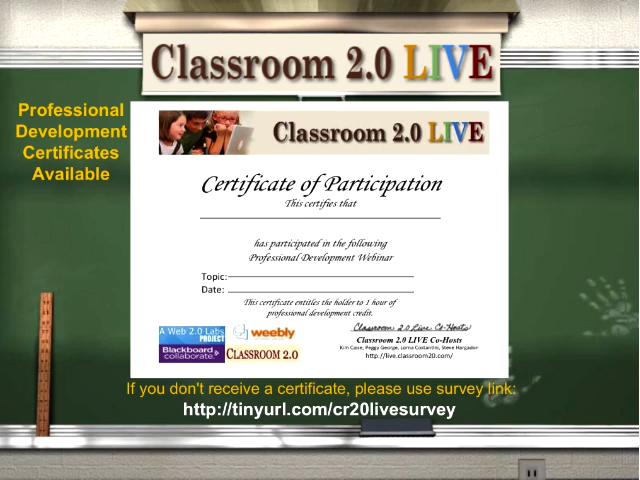 Classroom 2.0 LIVE
Professional
Development
Certificates
Available
Classroom 2.0 LIVE
Certificate of Participation
This certifies that
has participated in the following
Professional Development Webinar
Topic:
Date:
This certificate entitles the holder to 1 hour of
professional development credit.
A Web 2.0 Labs
PROJECT
weebly
Blackboard
collaborate
CLASSROOM 2.0
Classroom 2.0 Live Co-Hosts
Classroom 2.0 LIVE Co-Hosts
Kim Caise, Peggy George, Lorna Costantini, Steve Hargadon
http://live.classroom20.com/
If you don't receive a certificate, please use survey link:
http://tinyurl.com/cr20livesurvey